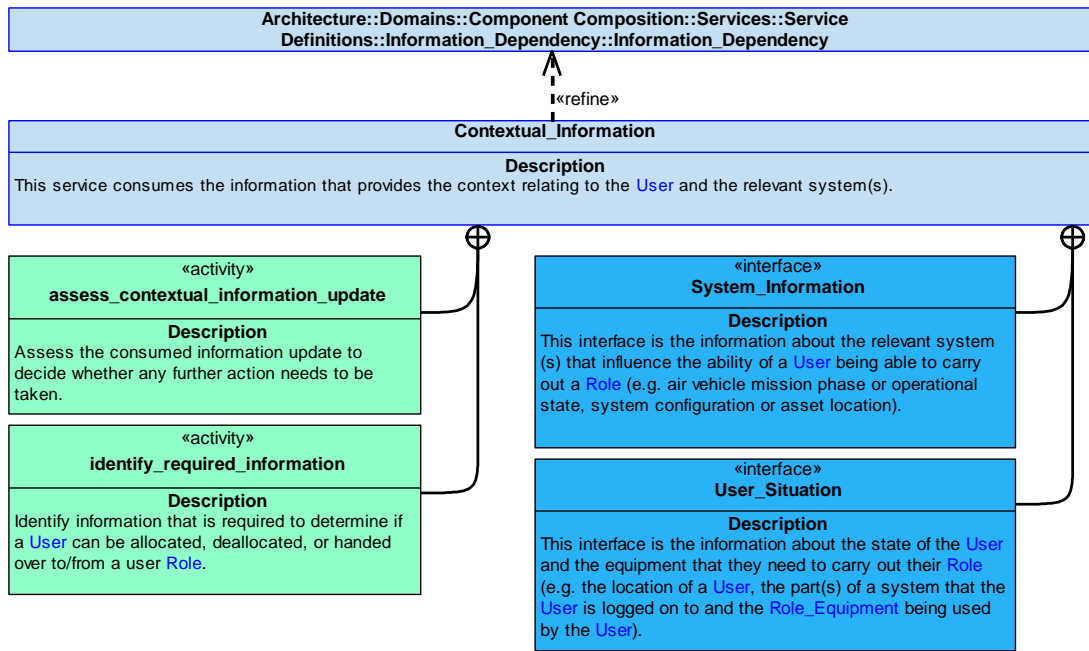 Architecture::Domains::Component Composition::Services::Service
Definitions::Information_Dependency::Information_Dependency
«refine»
Contextual_Information
Description
This service consumes the information that provides the context relating to the User and the relevant system(s).
«activity»
assess_contextual_information_update
Description
Assess the consumed information update to
decide whether any further action needs to be
taken.
«activity»
identify_required_information
Description
Identify information that is required to determine if
a User can be allocated, deallocated, or handed
over to/from a user Role.
«interface»
System_Information
Description
This interface is the information about the relevant system
(s) that influence the ability of a User being able to carry
out a Role (e.g. air vehicle mission phase or operational
state, system configuration or asset location).
«interface»
User_Situation
Description
This interface is the information about the state of the User
and the equipment that they need to carry out their Role
(e.g. the location of a User, the part(s) of a system that the
User is logged on to and the Role_Equipment being used
by the User).